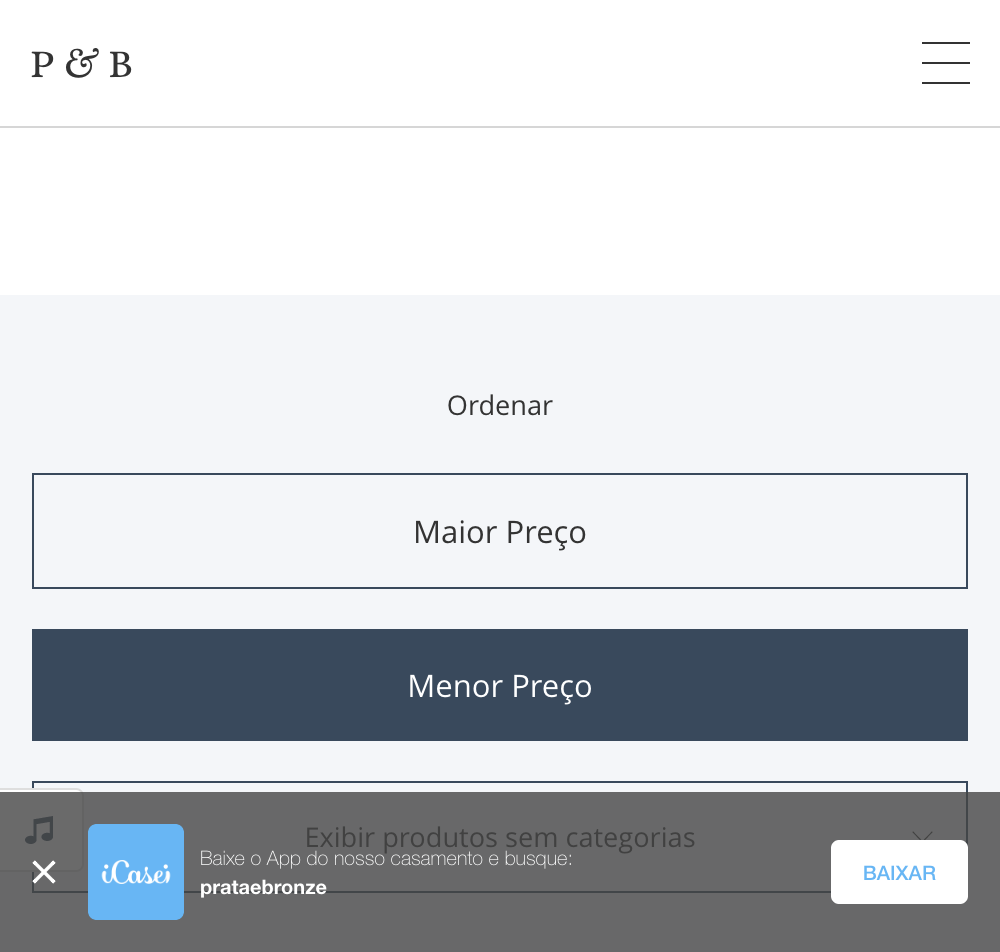 P & B
Ordenar
Maior Preço
Menor Preço
Exibir produtos sem categorias
iCasei
Baixe o App do nosso casamento e busque:
prataebronze
BAIXAR